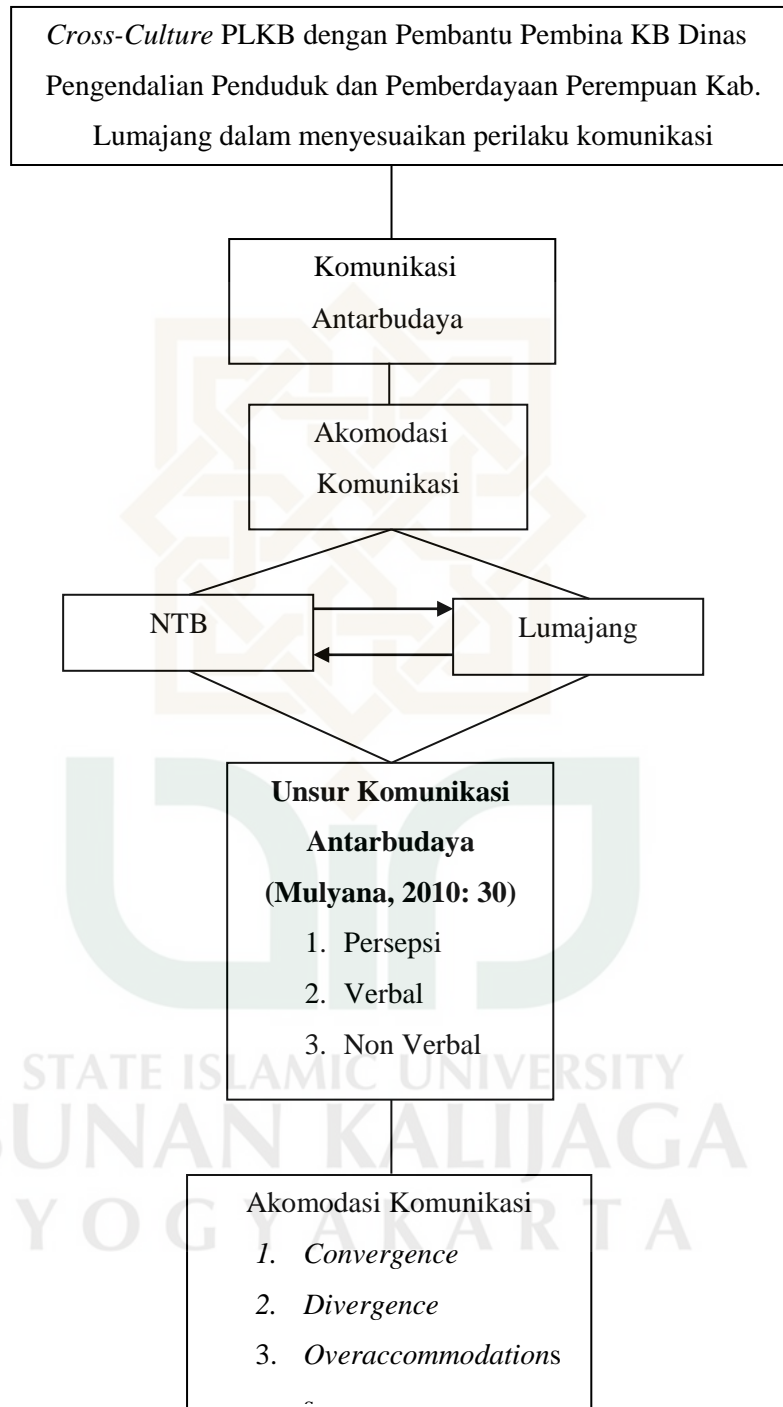 Cross-Culture PLKB dengan Pembantu Pembina KB Dinas
Pengendalian Penduduk dan Pemberdayaan Perempuan Kab.
Lumajang dalam menyesuaikan perilaku komunikasi
Komunikasi
Antarbudaya
Akomodasi
Komunikasi
NTB
Lumajang
Unsur Komunikasi
Antarbudaya
(Mulyana, 2010: 30)
1. Persepsi
2. Verbal
3. Non Verbal
STATE ISLAMIC UNIVERSITY
SUNAN KALIJAGA
YOGYAKARTA
Akomodasi Komunikasi
1. Convergence
2. Divergence
3. Overaccommodations